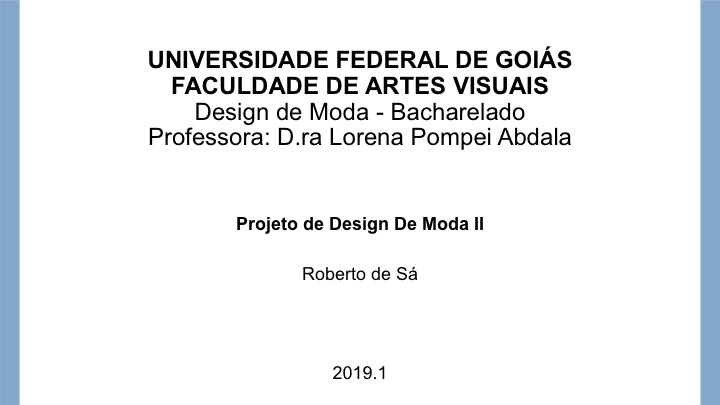 UNIVERSIDADE FEDERAL DE GOIÁS
FACULDADE DE ARTES VISUAIS
Design de Moda - Bacharelado
Professora: D.ra Lorena Pompei Abdala
Projeto de Design De Moda II
Roberto de Sá
2019.1